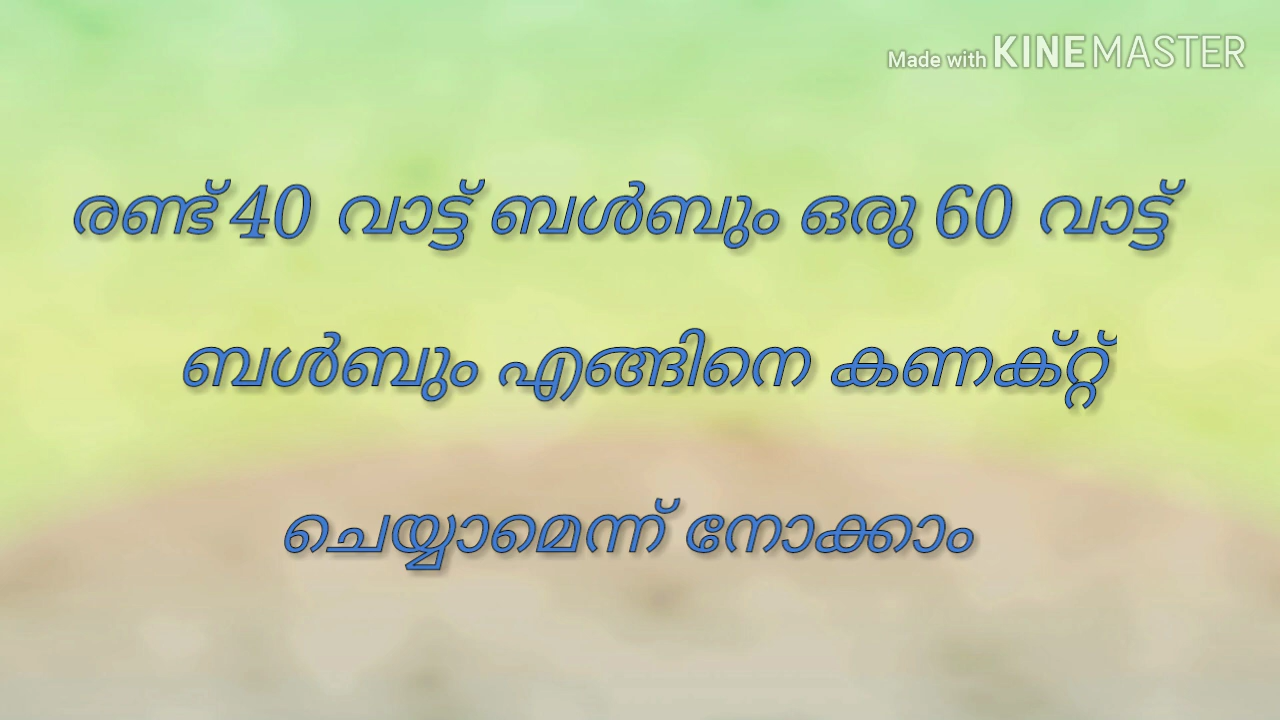 Made with KINEMASTER
രണ്ട് 40 വാട്ട് ബൾബും ഒരു 60 വാട്ട്
ബൾബും എങ്ങിനെ കണക്റ്റ്
ചെയ്യാമെന്ന് നോക്കാം